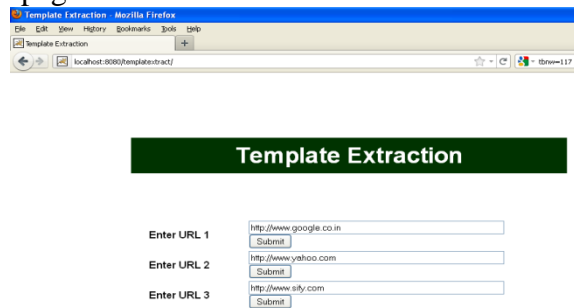 Template Extraction - Mozilla Firefox
File Edit View History Bookmarks Tools Help
Template Extraction +
localhost:8080/templatextract/ tbnw=117
Template Extraction
Enter URL 1 http://www.google.co.in
Submit
Enter URL 2 http://www.yahoo.com
Submit
Enter URL 3 http://www.sify.com
Submit